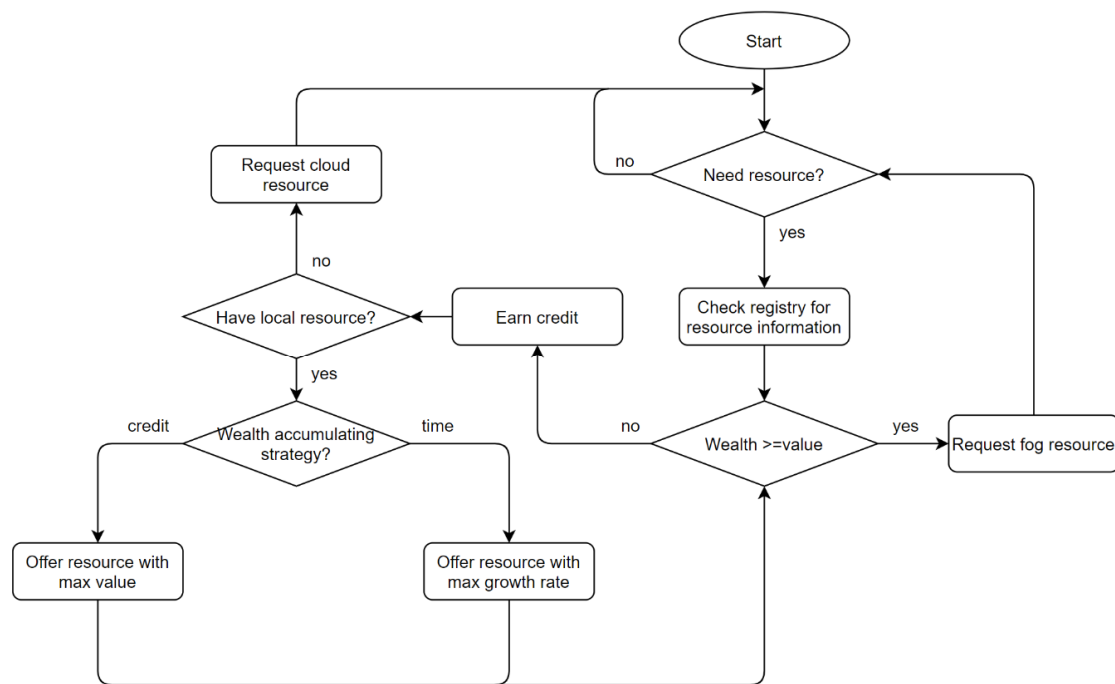 Start
Request cloud
resource
no
Need resource?
yes
no
Have local resource?
Earn credit
Check registry for
resource information
yes
credit
Wealth accumulating
strategy?
time
no
Wealth >=value
yes
Request fog resource
Offer resource with
max value
Offer resource with
max growth rate